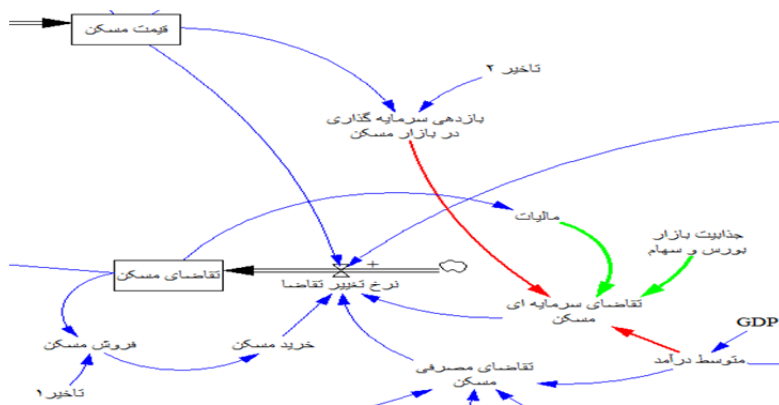 قیمت مسکن
تاخیر ۲
بازدهی سرمایه گذاری
در بازار مسکن
مالیات
جذابیت بازار
بورس و سهام
تقاضای مسکن
+
نرخ تغییر تقاضا
تقاضای سرمایه ای
مسکن
GDP
فروش مسکن
خرید مسکن
تقاضای مصرفی
مسکن
متوسط درآمد
تاخیر۱